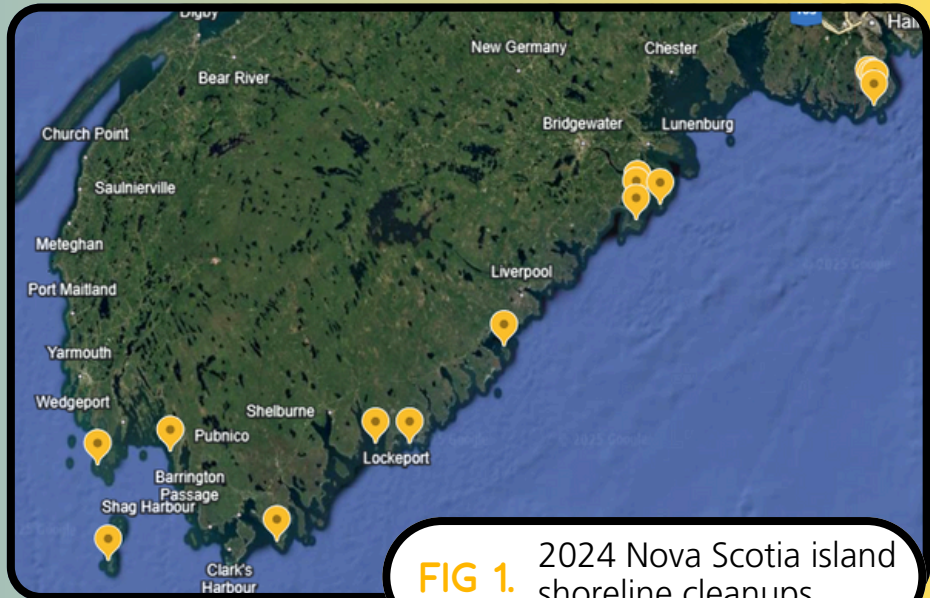 Digby
Hal
New Germany
Chester
Bear River
Bridgewater
Lunenburg
Church Point
Saulnierville
Meteghan
Liverpool
Port Maitland
Yarmouth
Wedgeport
Shelburne
Pubnico
Lockeport
Barrington
Passage
Shag Harbour
Clark's
Harbour
FIG 1.
2024 Nova Scotia island
shoreline cleanups